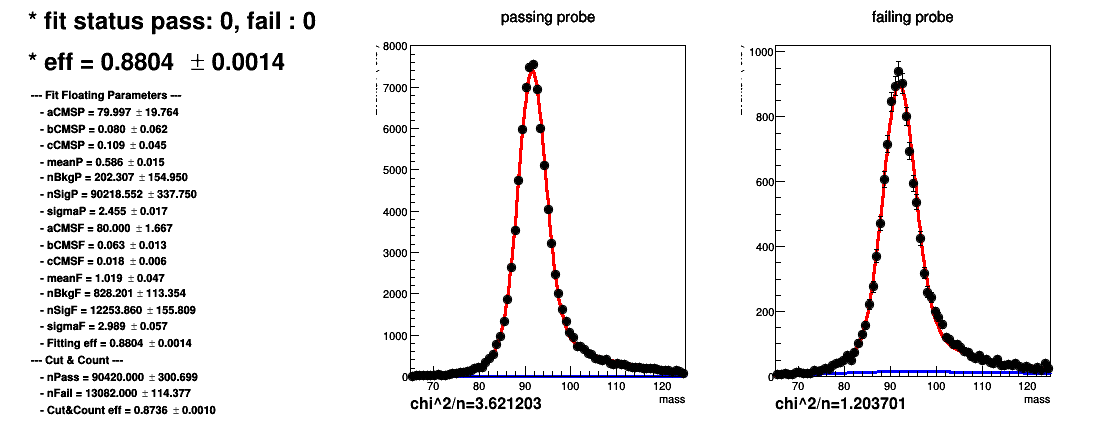 * fit status pass: 0, fail : 0
* eff = 0.8804 ± 0.0014
--- Fit Floating Parameters ---
- aCMSP = 79.997 ± 19.764
- bCMSP = 0.080 ± 0.062
- cCMSP = 0.109 ± 0.045
- meanP = 0.586 ± 0.015
- nBkgP = 202.307 ± 154.950
- nSigP = 90218.552 ± 337.750
- sigmaP = 2.455 ± 0.017
- aCMSF = 80.000 ± 1.667
- bCMSF = 0.063 ± 0.013
- cCMSF = 0.018 ± 0.006
- meanF = 1.019 ± 0.047
- nBkgF = 828.201 ± 113.354
- nSigF = 12253.860 ± 155.809
- sigmaF = 2.989 ± 0.057
- Fitting eff = 0.8804 ± 0.0014
--- Cut & Count ---
- nPass = 90420.000 ± 300.699
- nFail = 13082.000 ± 114.377
- Cut&Count eff = 0.8736 ± 0.0010
passing probe
8000
7000
6000
5000
4000
3000
2000
1000
0
70 80 90 100 110 120
mass
chi^2/n=3.621203
failing probe
1000
800
600
400
200
0
70 80 90 100 110 120
mass
chi^2/n=1.203701